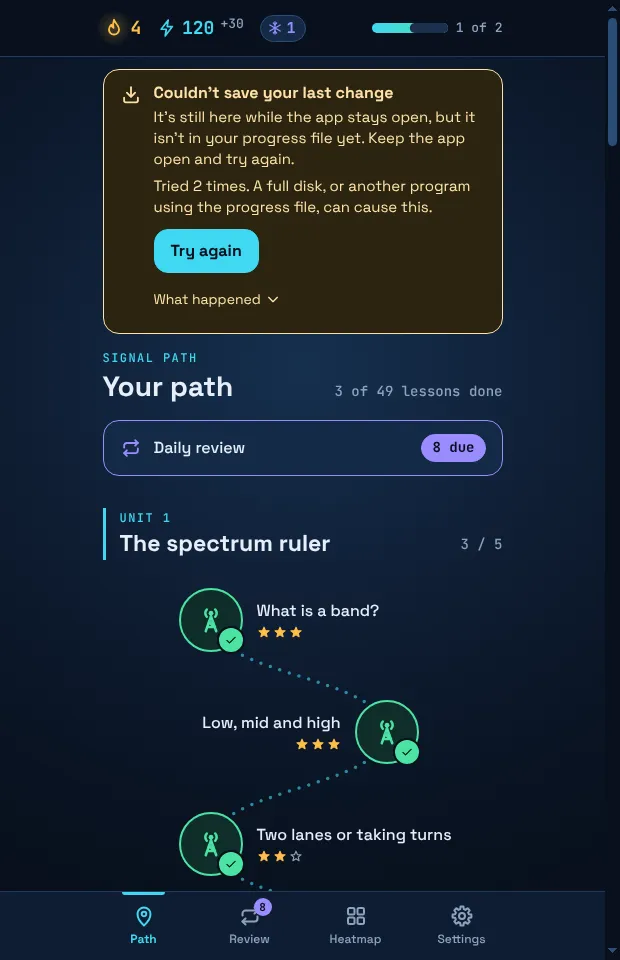 4 120 +30 1 1 of 2
Couldn't save your last change
It's still here while the app stays open, but it
isn't in your progress file yet. Keep the app
open and try again.
Tried 2 times. A full disk, or another program
using the progress file, can cause this.
Try again
What happened
SIGNAL PATH
Your path 3 of 49 lessons done
Daily review 8 due
UNIT 1
The spectrum ruler 3 / 5
What is a band?
Low, mid and high
Two lanes or taking turns
8
Path Review Heatmap Settings